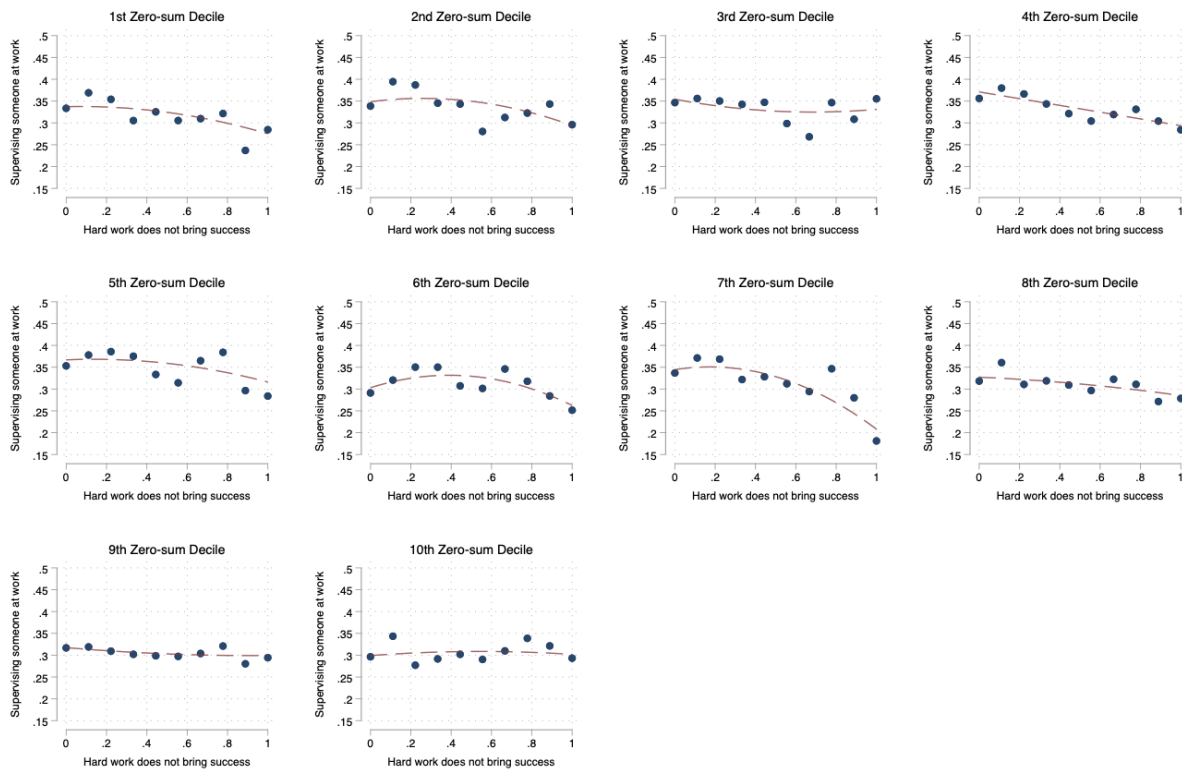 1st Zero-sum Decile
Supervising someone at work
.5
.45
.4
.35
.3
.25
.2
.15
0 .2 .4 .6 .8 1
Hard work does not bring success
2nd Zero-sum Decile
Supervising someone at work
.5
.45
.4
.35
.3
.25
.2
.15
0 .2 .4 .6 .8 1
Hard work does not bring success
3rd Zero-sum Decile
Supervising someone at work
.5
.45
.4
.35
.3
.25
.2
.15
0 .2 .4 .6 .8 1
Hard work does not bring success
4th Zero-sum Decile
Supervising someone at work
.5
.45
.4
.35
.3
.25
.2
.15
0 .2 .4 .6 .8 1
Hard work does not bring success
5th Zero-sum Decile
Supervising someone at work
.5
.45
.4
.35
.3
.25
.2
.15
0 .2 .4 .6 .8 1
Hard work does not bring success
6th Zero-sum Decile
Supervising someone at work
.5
.45
.4
.35
.3
.25
.2
.15
0 .2 .4 .6 .8 1
Hard work does not bring success
7th Zero-sum Decile
Supervising someone at work
.5
.45
.4
.35
.3
.25
.2
.15
0 .2 .4 .6 .8 1
Hard work does not bring success
8th Zero-sum Decile
Supervising someone at work
.5
.45
.4
.35
.3
.25
.2
.15
0 .2 .4 .6 .8 1
Hard work does not bring success
9th Zero-sum Decile
Supervising someone at work
.5
.45
.4
.35
.3
.25
.2
.15
0 .2 .4 .6 .8 1
Hard work does not bring success
10th Zero-sum Decile
Supervising someone at work
.5
.45
.4
.35
.3
.25
.2
.15
0 .2 .4 .6 .8 1
Hard work does not bring success